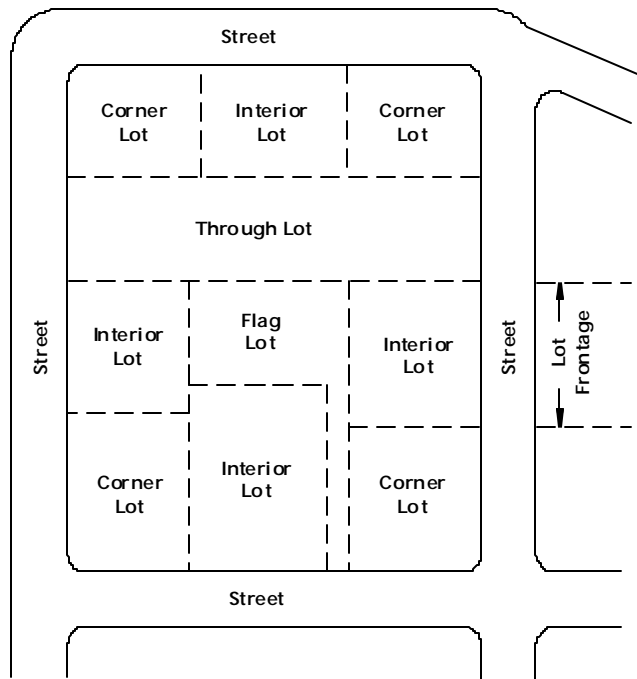 Street
Corner
Lot
Interior
Lot
Corner
Lot
Through Lot
Street
Interior
Lot
Flag
Lot
Interior
Lot
Street
Lot
Frontage
Corner
Lot
Interior
Lot
Corner
Lot
Street